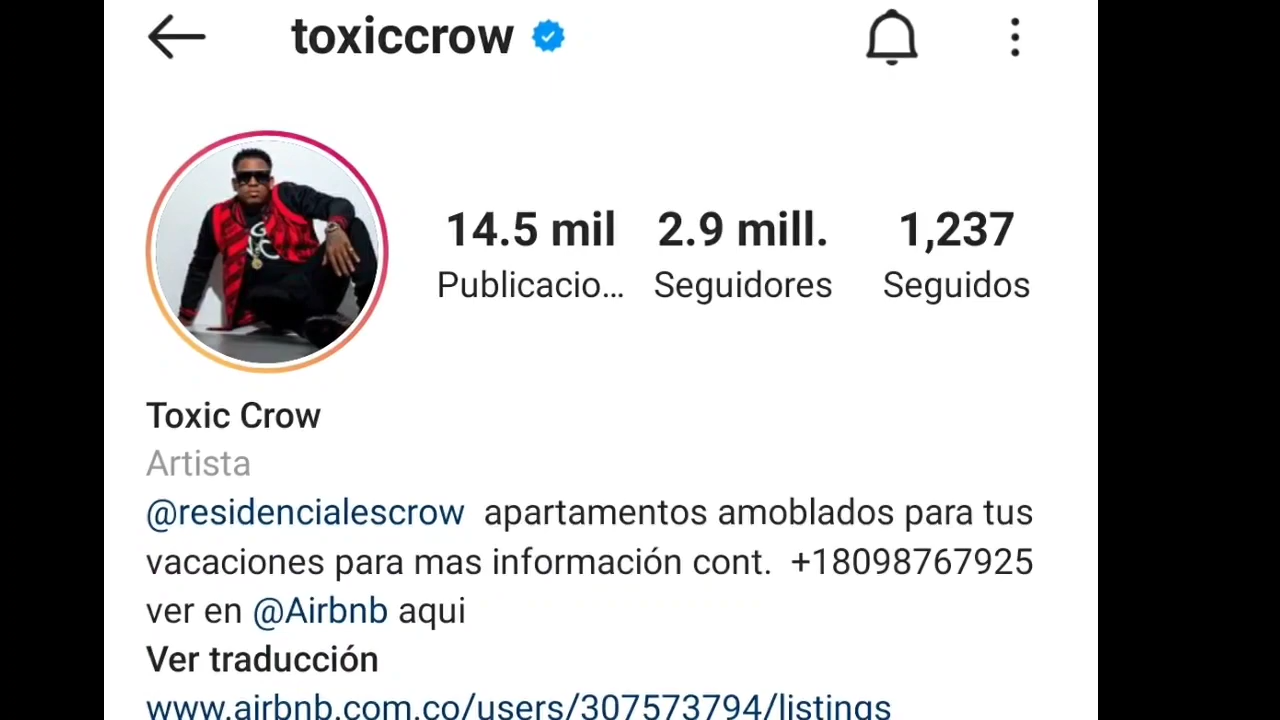 toxiccrow
14.5 mil 2.9 mill. 1,237
Publicacio... Seguidores Seguidos
Toxic Crow
Artista
@residencialescrow apartamentos amoblados para tus
vacaciones para mas información cont. +18098767925
ver en @Airbnb aqui
Ver traducción
www.airbnb.com.co/users/307573794/listings